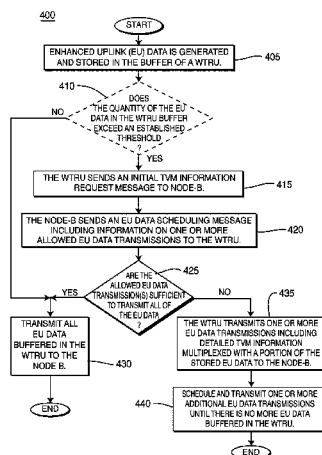 400
START
ENHANCED UPLINK (EU) DATA IS GENERATED
AND STORED IN THE BUFFER OF A WTRU.
405
410
DOES
THE QUANTITY OF THE EU
DATA IN THE WTRU BUFFER
EXCEED AN ESTABLISHED
THRESHOLD
?
NO
YES
THE WTRU SENDS AN INITIAL TVM INFORMATION
REQUEST MESSAGE TO NODE-B.
415
THE NODE-B SENDS AN EU DATA SCHEDULING MESSAGE
INCLUDING INFORMATION ON ONE OR MORE
ALLOWED EU DATA TRANSMISSIONS TO THE WTRU.
420
425
ARE THE
ALLOWED EU DATA
TRANSMISSION(S) SUFFICIENT
TO TRANSMIT ALL OF
THE EU DATA
?
YES
NO
435
TRANSMIT ALL
EU DATA
BUFFERED IN THE
WTRU TO THE
NODE B.
430
END
THE WTRU TRANSMITS ONE OR MORE
EU DATA TRANSMISSIONS INCLUDING
DETAILED TVM INFORMATION
MULTIPLEXED WITH A PORTION OF THE
STORED EU DATA TO THE NODE-B.
440
SCHEDULE AND TRANSMIT ONE OR MORE
ADDITIONAL EU DATA TRANSMISSIONS
UNTIL THERE IS NO MORE EU DATA
BUFFERED IN THE WTRU.
END